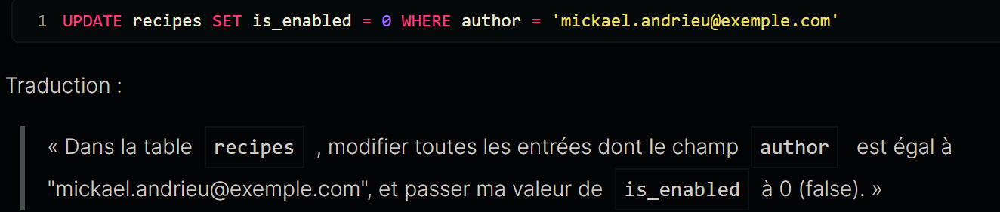 1 UPDATE recipes SET is_enabled = 0 WHERE author = 'mickael.andrieu@exemple.com'
Traduction :
« Dans la table recipes , modifier toutes les entrées dont le champ author est égal à
"mickael.andrieu@exemple.com", et passer ma valeur de is_enabled à 0 (false). »